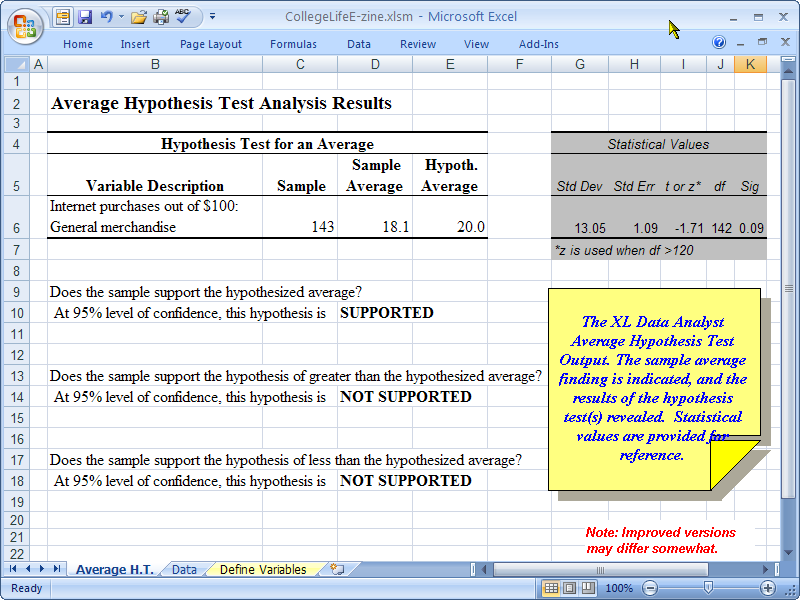 CollegeLifeE-zine.xlsm - Microsoft Excel
Home Insert Page Layout Formulas Data Review View Add-Ins
A B C D E F G H I J K
1
2 Average Hypothesis Test Analysis Results
3
4 Hypothesis Test for an Average Statistical Values
Sample Hypoth.
5 Variable Description Sample Average Average Std Dev Std Err t or z* df Sig
Internet purchases out of $100:
6 General merchandise 143 18.1 20.0 13.05 1.09 -1.71 142 0.09
7 *z is used when df >120
8
9 Does the sample support the hypothesized average?
10 At 95% level of confidence, this hypothesis is SUPPORTED
11
12
13 Does the sample support the hypothesis of greater than the hypothesized average?
14 At 95% level of confidence, this hypothesis is NOT SUPPORTED
15
16
17 Does the sample support the hypothesis of less than the hypothesized average?
18 At 95% level of confidence, this hypothesis is NOT SUPPORTED
19
20
21
22
The XL Data Analyst
Average Hypothesis Test
Output. The sample average
finding is indicated, and the
results of the hypothesis
test(s) revealed. Statistical
values are provided for
reference.
Note: Improved versions
may differ somewhat.
Average H.T. Data Define Variables
Ready 100%